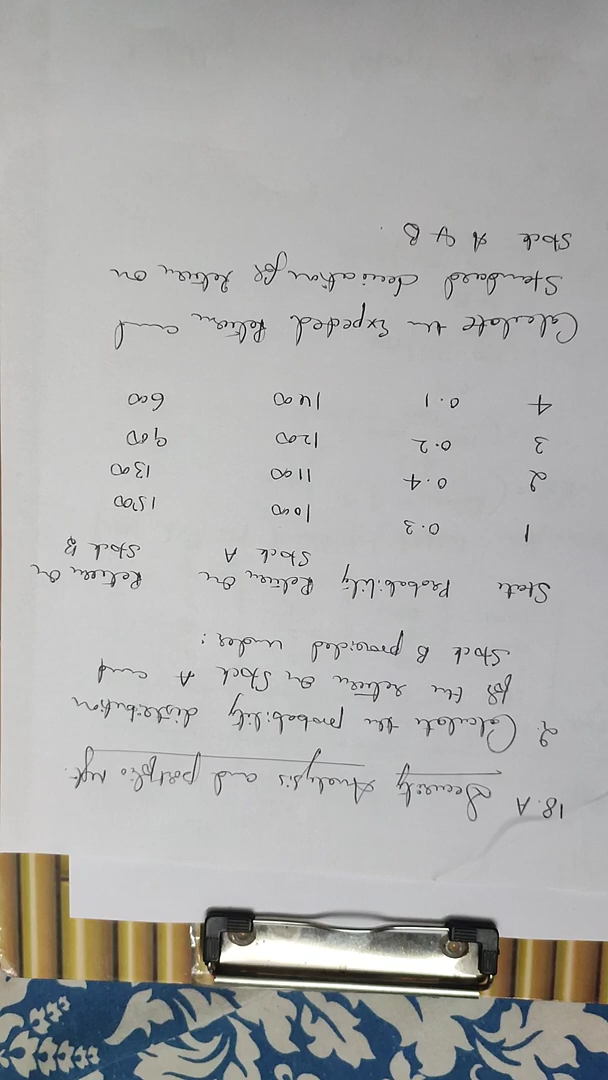 18.A Security Analysis and portfolio mgt.
2. Calculate the probability distribution
for the return on Stock A and
Stock B provided under:
State Probability Return on Stock A Return on Stock B
1 0.3 1000 1500
2 0.4 1100 1300
3 0.2 1200 900
4 0.1 1400 600
Calculate the Expected Return and
Standard deviation for Return on
Stock A & B.